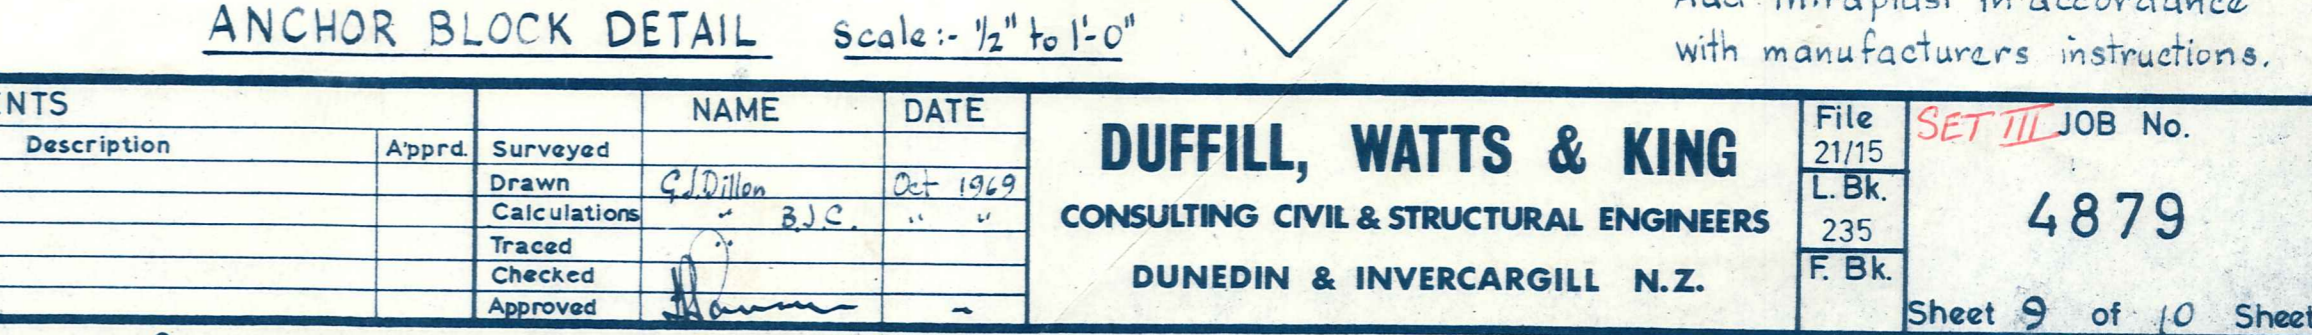 ANCHOR BLOCK DETAIL Scale:- ½" to 1'-0"
with manufacturers instructions.
NTS
Description A'pprd.
NAME DATE
Surveyed
Drawn G.J.Dillon Oct 1969
Calculations " B.J.C. " "
Traced "
Checked
Approved -
DUFFILL, WATTS & KING
CONSULTING CIVIL & STRUCTURAL ENGINEERS
DUNEDIN & INVERCARGILL N.Z.
File
21/15
L. Bk.
235
F. Bk.
SET III JOB No.
4879
Sheet 9 of 10 Sheet